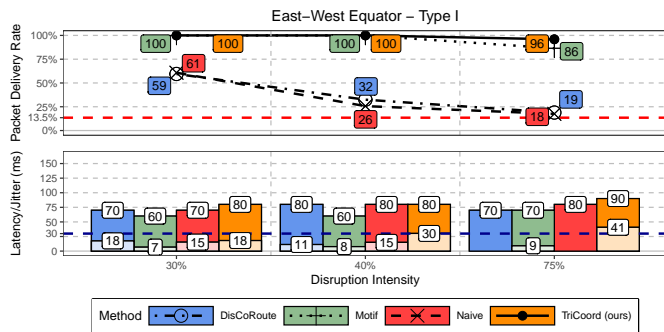 East−West Equator − Type I
Packet Delivery Rate
100%
75%
50%
25%
13.5%
0%
100 100 100 100 96 86
59 61 32 26 19 18
Latency/Jitter (ms)
150
125
100
75
50
30
0
70 60 70 80 80 60 80 80 70 70 80 90
18 7 15 18 11 8 15 30 9 41
30% 40% 75%
Disruption Intensity
Method DisCoRoute Motif Naive TriCoord (ours)